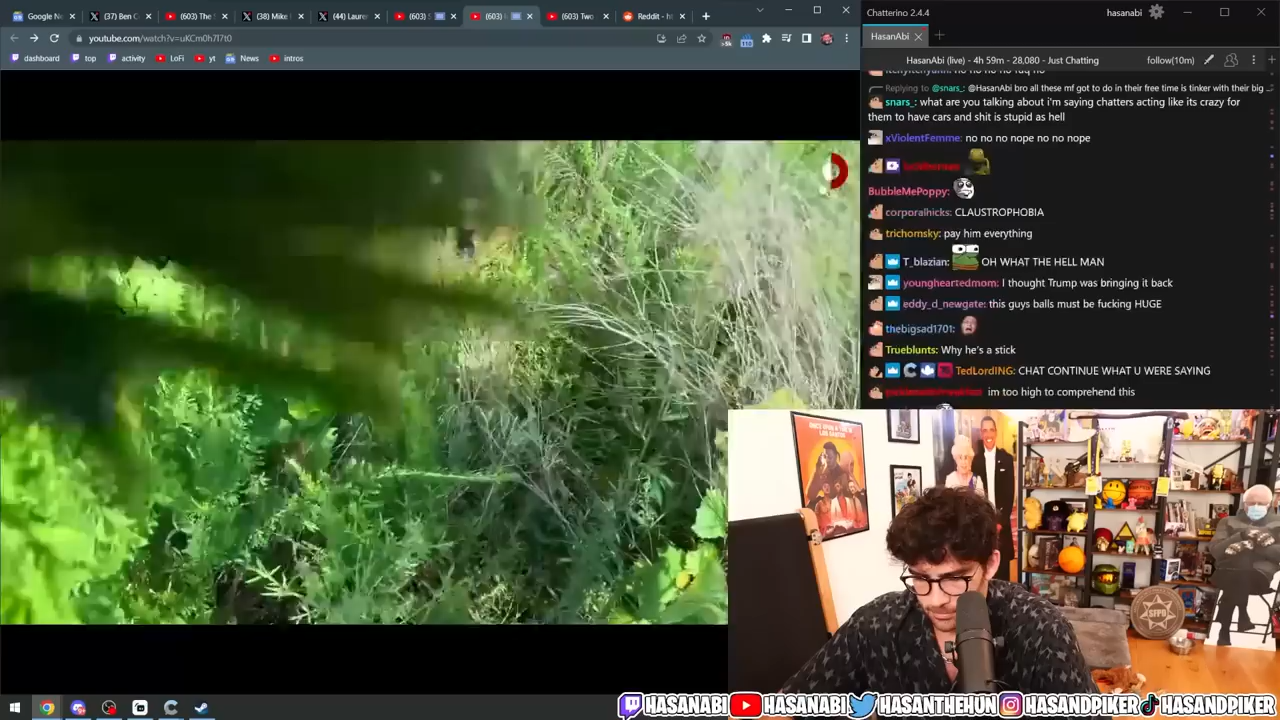 Google Ne
(37) Ben C
(603) The
(38) Mike
(44) Laure
(603) S
(603)
(603) Two
Reddit - h
youtube.com/watch?v=uKCm0h7l7t0
dashboard
top
activity
LoFi
yt
News
intros
Chatterino 2.4.4
hasanabi
HasanAbi
HasanAbi (live) - 4h 59m - 28,080 - Just Chatting
follow(10m)
Replying to @snars_: @HasanAbi bro all these mf got to do in their free time is tinker with their big ...
snars_: what are you talking about i'm saying chatters acting like its crazy for
them to have cars and shit is stupid as hell
xViolentFemme: no no no nope no no nope
BubbleMePoppy:
corporalhicks: CLAUSTROPHOBIA
trichornsky: pay him everything
T_blazian: OH WHAT THE HELL MAN
youngheartedmom: I thought Trump was bringing it back
eddy_d_newgate: this guys balls must be fucking HUGE
thebigsad1701:
Trueblunts: Why he's a stick
TedLordING: CHAT CONTINUE WHAT U WERE SAYING
im too high to comprehend this
SFPD
HASANABI HASANABI HASANTHEHUN HASANDPIKER HASANDPIKER